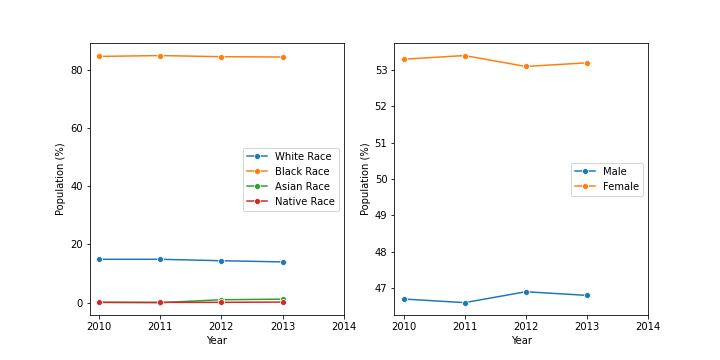 Population (%)
80
60
40
20
0
White Race
Black Race
Asian Race
Native Race
2010 2011 2012 2013 2014
Year
Population (%)
53
52
51
50
49
48
47
Male
Female
2010 2011 2012 2013 2014
Year